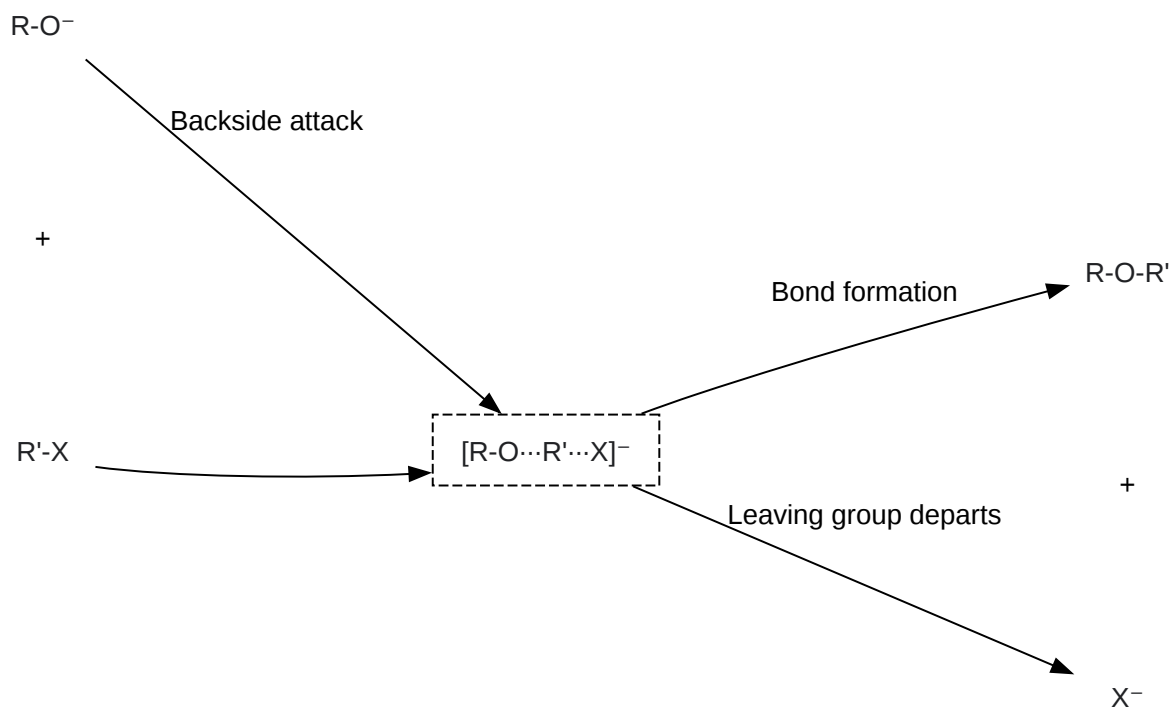 R-O⁻
Backside attack
+
R-O-R'
Bond formation
R'-X
[R-O···R'···X]⁻
+
Leaving group departs
X⁻